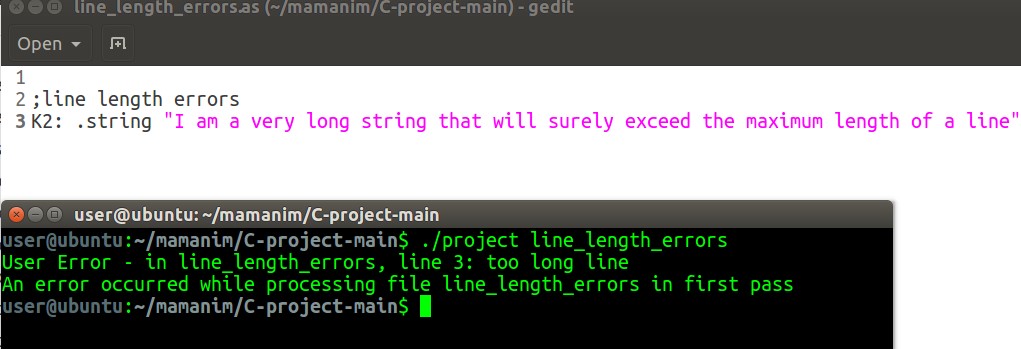 line_length_errors.as (~/mamanim/C-project-main) - gedit
Open
1
2 ;line length errors
3 K2: .string "I am a very long string that will surely exceed the maximum length of a line"
user@ubuntu: ~/mamanim/C-project-main
user@ubuntu:~/mamanim/C-project-main$ ./project line_length_errors
User Error - in line_length_errors, line 3: too long line
An error occurred while processing file line_length_errors in first pass
user@ubuntu:~/mamanim/C-project-main$